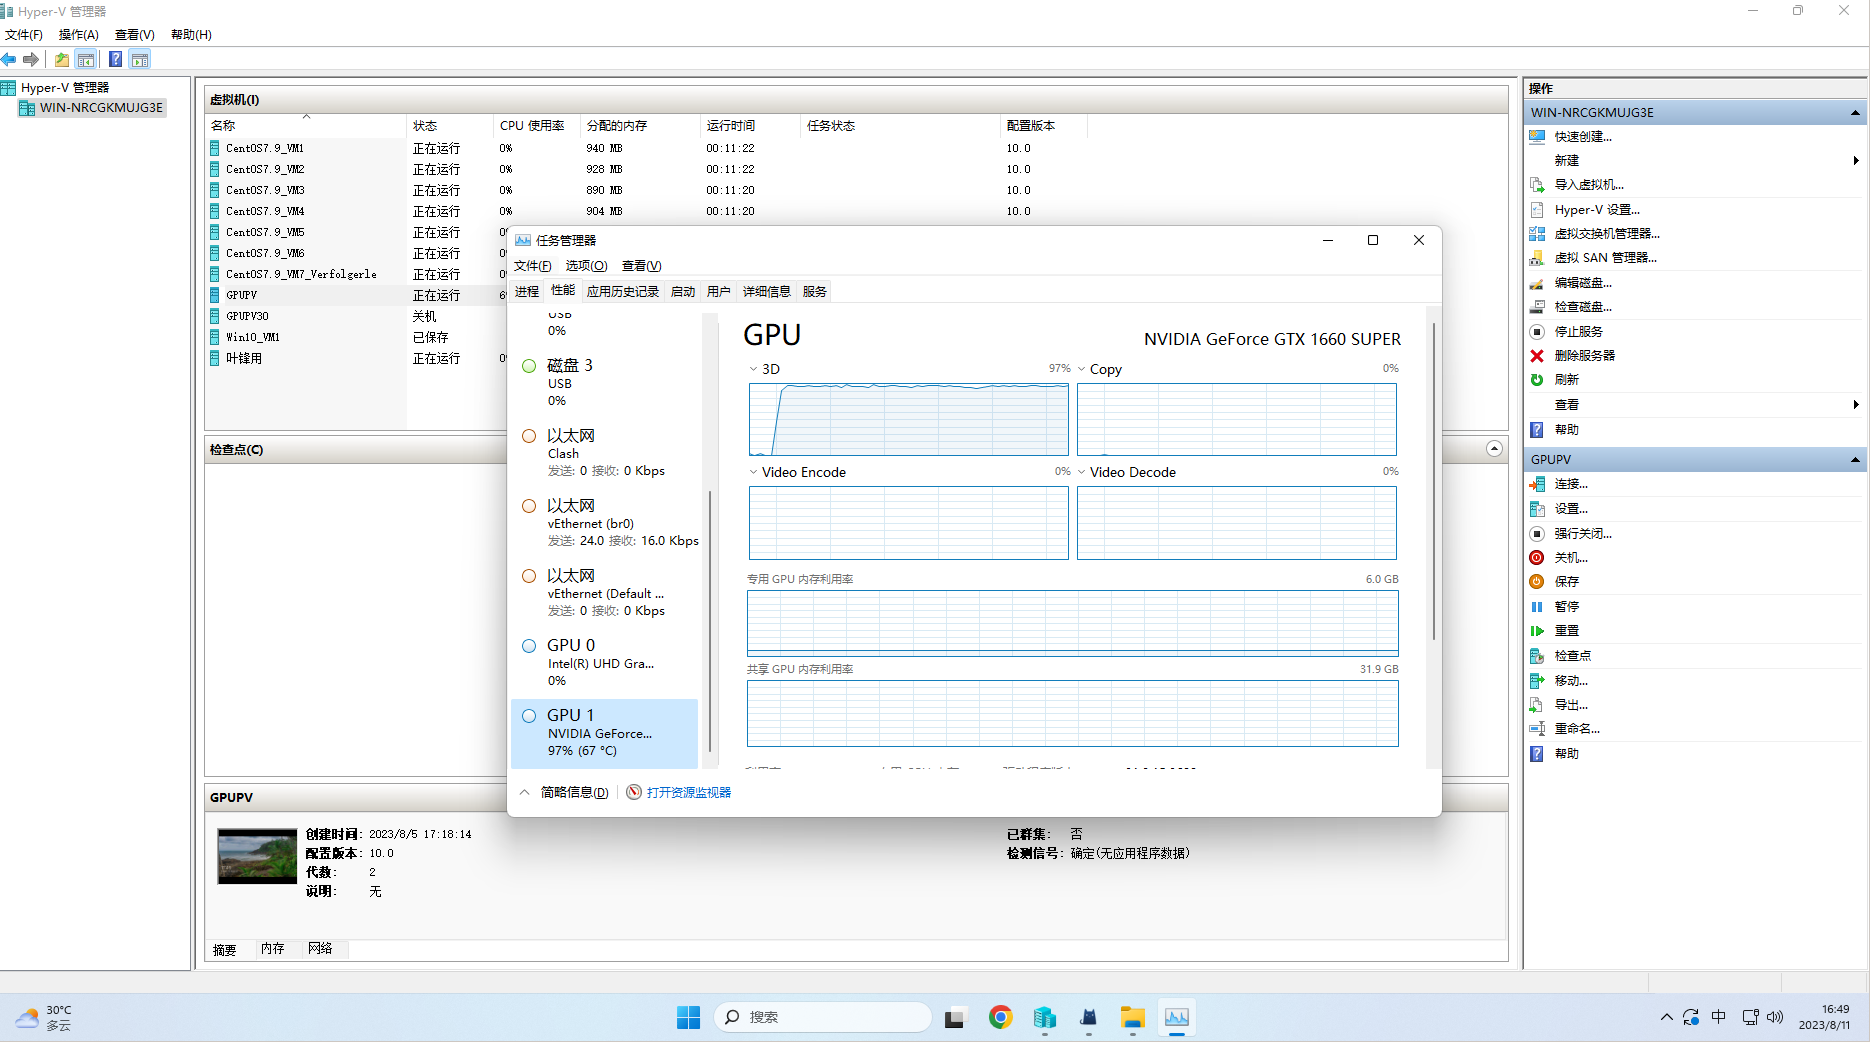 Hyper-V 管理器
文件(F) 操作(A) 查看(V) 帮助(H)
Hyper-V 管理器
WIN-NRCGKMUJG3E
虚拟机(I)
名称 状态 CPU 使用率 分配的内存 运行时间 任务状态 配置版本
CentOS7.9_VM1 正在运行 0% 940 MB 00:11:22 10.0
CentOS7.9_VM2 正在运行 0% 928 MB 00:11:22 10.0
CentOS7.9_VM3 正在运行 0% 890 MB 00:11:20 10.0
CentOS7.9_VM4 正在运行 0% 904 MB 00:11:20 10.0
CentOS7.9_VM5 正在运行
CentOS7.9_VM6 正在运行
CentOS7.9_VM7_Verfolgerle 正在运行
GPUPV 正在运行
GPUPV30 关机
Win10_VM1 已保存
叶锋用 正在运行
检查点(C)
GPUPV
创建时间: 2023/8/5 17:18:14
配置版本: 10.0
代数: 2
说明: 无
已群集: 否
检测信号: 确定(无应用程序数据)
摘要 内存 网络
任务管理器
文件(F) 选项(O) 查看(V)
进程 性能 应用历史记录 启动 用户 详细信息 服务
USB
0%
磁盘 3
USB
0%
以太网
Clash
发送: 0 接收: 0 Kbps
以太网
vEthernet (br0)
发送: 24.0 接收: 16.0 Kbps
以太网
vEthernet (Default ...
发送: 0 接收: 0 Kbps
GPU 0
Intel(R) UHD Gra...
0%
GPU 1
NVIDIA GeForce...
97% (67 °C)
GPU
NVIDIA GeForce GTX 1660 SUPER
3D 97% Copy 0%
Video Encode 0% Video Decode 0%
专用 GPU 内存利用率 6.0 GB
共享 GPU 内存利用率 31.9 GB
简略信息(D) 打开资源监视器
操作
WIN-NRCGKMUJG3E
快速创建...
新建
导入虚拟机...
Hyper-V 设置...
虚拟交换机管理器...
虚拟 SAN 管理器...
编辑磁盘...
检查磁盘...
停止服务
删除服务器
刷新
查看
帮助
GPUPV
连接...
设置...
强行关闭...
关机...
保存
暂停
重置
检查点
移动...
导出...
重命名...
帮助
30°C
多云
搜索
中
16:49
2023/8/11